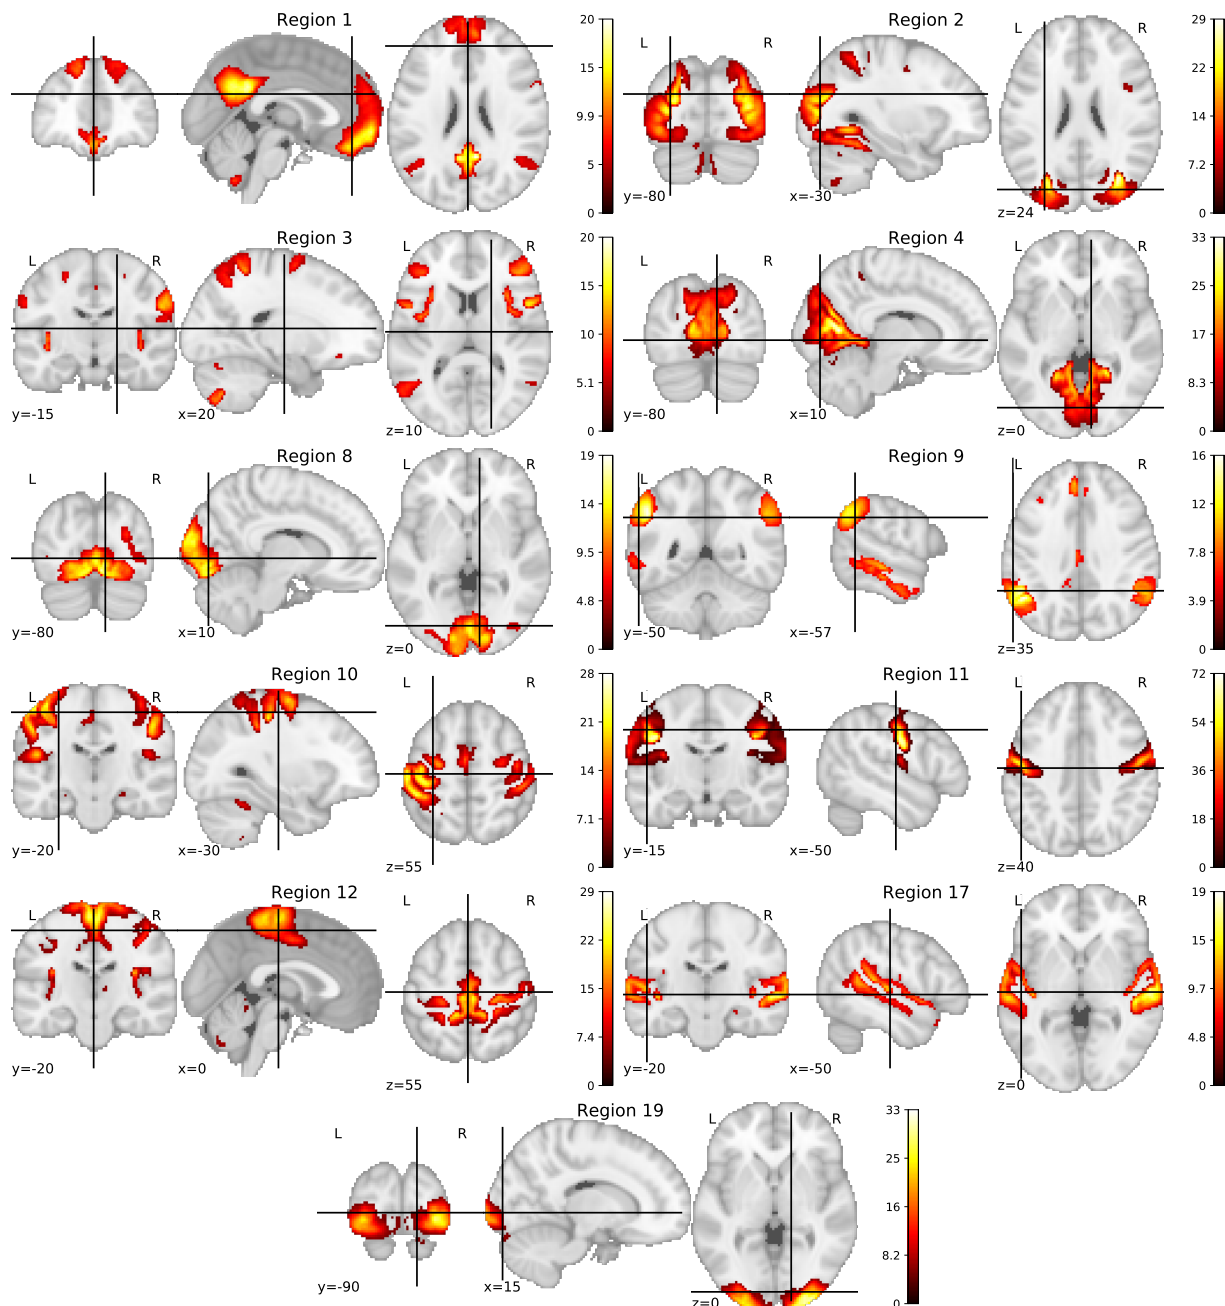 Region 1
20
15
9.9
5
0
Region 2
L R
R
y=-80
x=-30
z=24
29
22
15
7.2
0
Region 3
L R
L R
y=-15
x=20
z=10
20
15
10
5.1
0
Region 4
L R
L R
y=-80
x=10
z=0
33
25
17
8.3
0
Region 8
L R
L R
y=-80
x=10
z=0
19
14
9.5
4.7
0
Region 9
L R
L R
y=-50
x=-57
z=35
16
12
7.8
3.9
0
Region 10
L R
L R
y=-20
x=-30
z=55
28
21
14
7.1
0
Region 11
L R
L R
y=-15
x=-50
z=40
72
54
36
18
0
Region 12
L R
L R
y=-20
x=0
z=55
29
22
15
7.4
0
Region 17
L R
L R
y=-20
x=-50
z=0
19
14
9.7
4.8
0
Region 19
L R
L R
y=-90
x=15
z=0
33
25
16
8.2
0